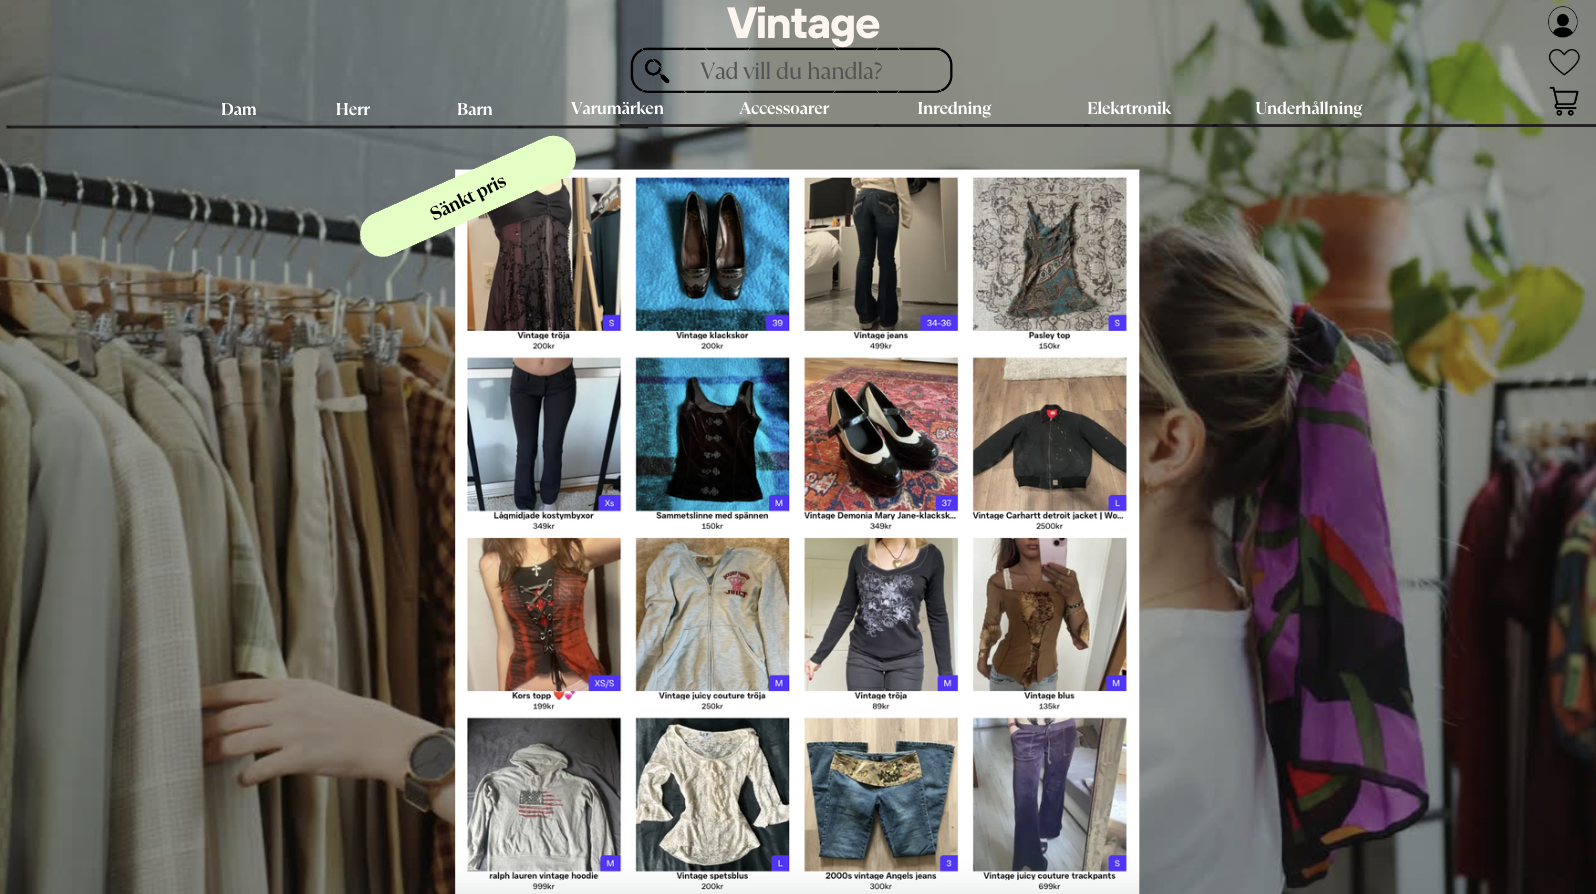 Vintage
Vad vill du handla?
Dam Herr Barn Varumärken Accessoarer Inredning Elekrtronik Underhållning
Sänkt pris
S 39 34-36 S
Vintage tröja Vintage klackskor Vintage jeans Pasley top
200kr 200kr 499kr 150kr
Xs M 37 L
Lågmidjade kostymbyxor Sammetslinne med spännen Vintage Demonia Mary Jane-klacksk... Vintage Carhartt detroit jacket | Wo...
349kr 150kr 349kr 2500kr
JUICY
XS/S M M M
Kors topp ❤️💕 Vintage juicy couture tröja Vintage tröja Vintage blus
199kr 250kr 89kr 135kr
M L 3 S
ralph lauren vintage hoodie Vintage spetsblus 2000s vintage Angels jeans Vintage juicy couture trackpants
999kr 200kr 300kr 699kr